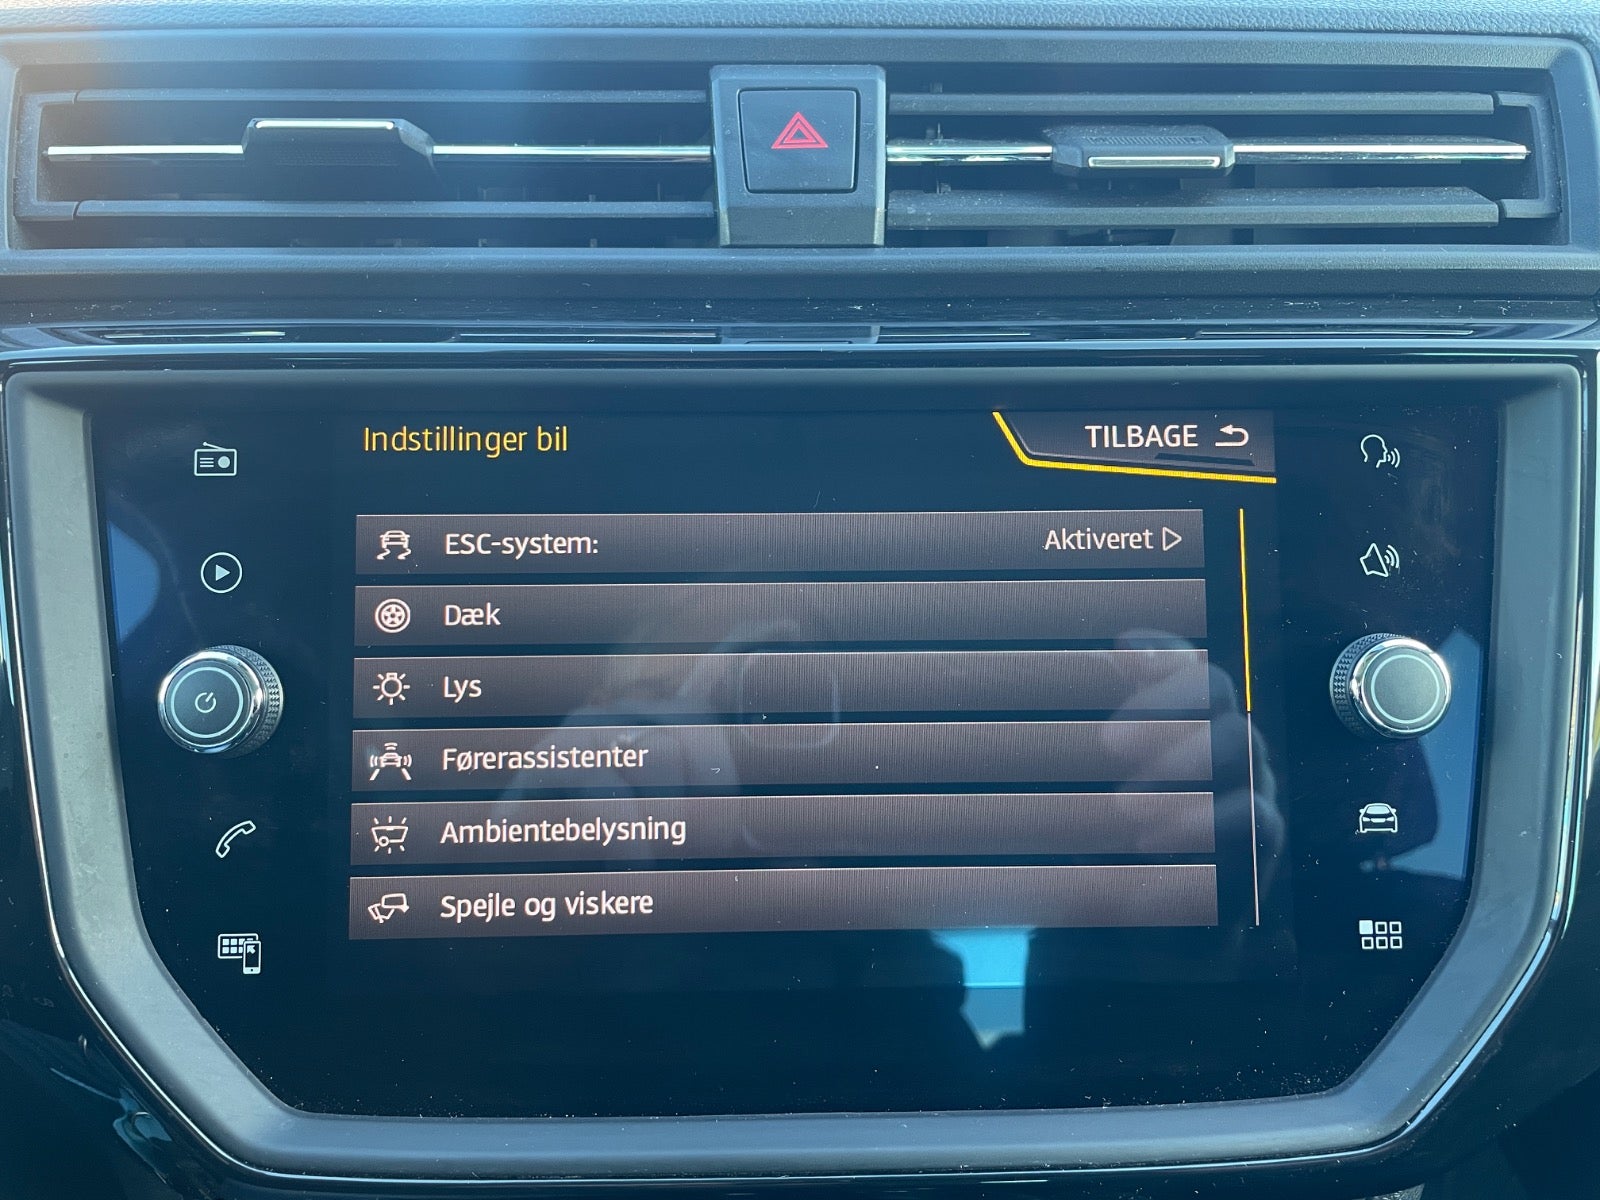 Indstillinger bil
TILBAGE
ESC-system: Aktiveret
Dæk
Lys
Førerassistenter
Ambientebelysning
Spejle og viskere